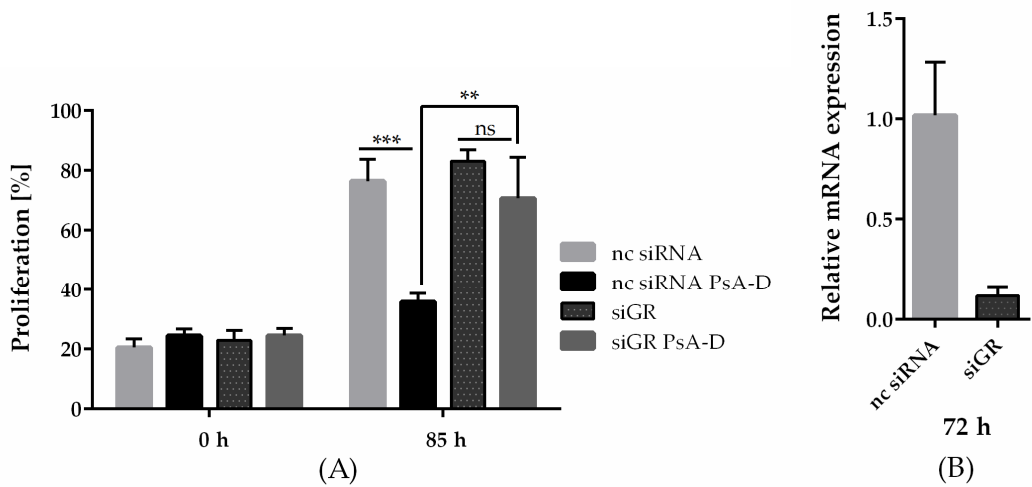 Proliferation [%]
100
80
60
40
20
0
***
**
ns
0 h
85 h
nc siRNA
nc siRNA PsA-D
siGR
siGR PsA-D
(A)
Relative mRNA expression
1.5
1.0
0.5
0.0
nc siRNA
siGR
72 h
(B)